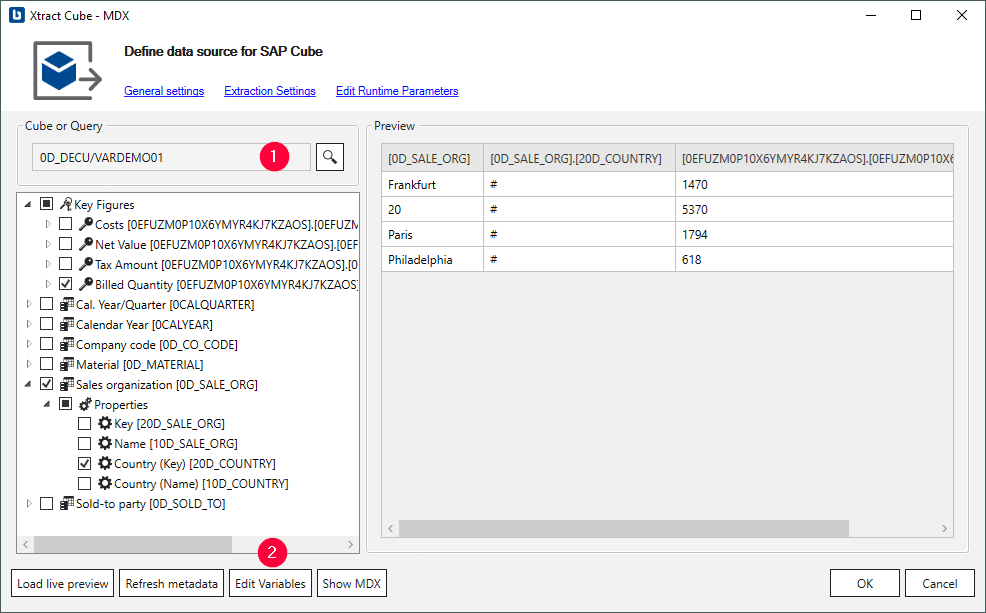 Xtract Cube - MDX
Define data source for SAP Cube
General settings
Extraction Settings
Edit Runtime Parameters
Cube or Query
0D_DECU/VARDEMO01
1
Key Figures
Costs [0EFUZM0P10X6YMYR4KJ7KZAOS].[0EFUZM
Net Value [0EFUZM0P10X6YMYR4KJ7KZAOS].[0EF
Tax Amount [0EFUZM0P10X6YMYR4KJ7KZAOS].[0
Billed Quantity [0EFUZM0P10X6YMYR4KJ7KZAOS]
Cal. Year/Quarter [0CALQUARTER]
Calendar Year [0CALYEAR]
Company code [0D_CO_CODE]
Material [0D_MATERIAL]
Sales organization [0D_SALE_ORG]
Properties
Key [20D_SALE_ORG]
Name [10D_SALE_ORG]
Country (Key) [20D_COUNTRY]
Country (Name) [10D_COUNTRY]
Sold-to party [0D_SOLD_TO]
Preview
[0D_SALE_ORG] [0D_SALE_ORG].[20D_COUNTRY] [0EFUZM0P10X6YMYR4KJ7KZAOS].[0EFUZM0P10X6
Frankfurt # 1470
20 # 5370
Paris # 1794
Philadelphia # 618
2
Load live preview
Refresh metadata
Edit Variables
Show MDX
OK
Cancel